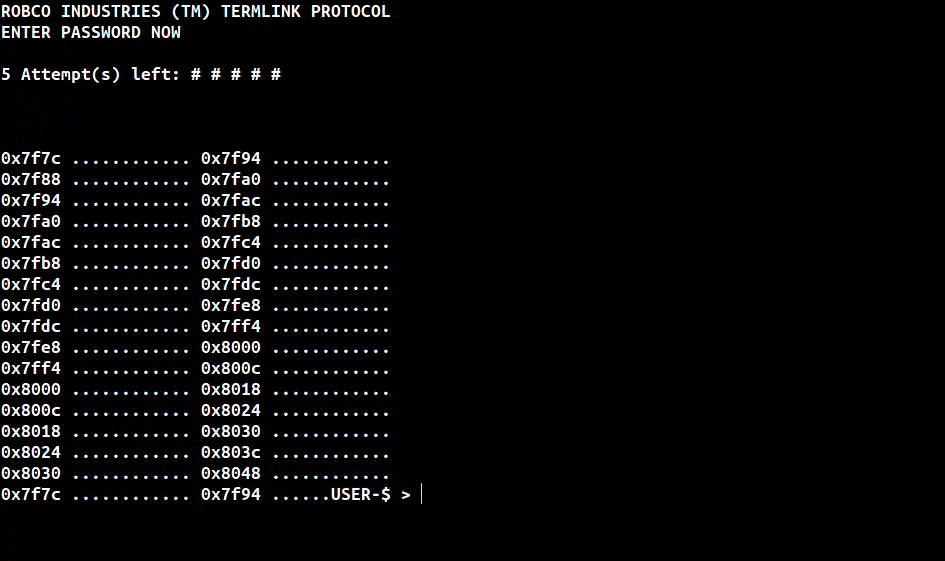 ROBCO INDUSTRIES (TM) TERMLINK PROTOCOL
ENTER PASSWORD NOW
5 Attempt(s) left: # # # # #
0x7f7c ............ 0x7f94 ............
0x7f88 ............ 0x7fa0 ............
0x7f94 ............ 0x7fac ............
0x7fa0 ............ 0x7fb8 ............
0x7fac ............ 0x7fc4 ............
0x7fb8 ............ 0x7fd0 ............
0x7fc4 ............ 0x7fdc ............
0x7fd0 ............ 0x7fe8 ............
0x7fdc ............ 0x7ff4 ............
0x7fe8 ............ 0x8000 ............
0x7ff4 ............ 0x800c ............
0x8000 ............ 0x8018 ............
0x800c ............ 0x8024 ............
0x8018 ............ 0x8030 ............
0x8024 ............ 0x803c ............
0x8030 ............ 0x8048 ............
0x7f7c ............ 0x7f94 ......USER-$ >